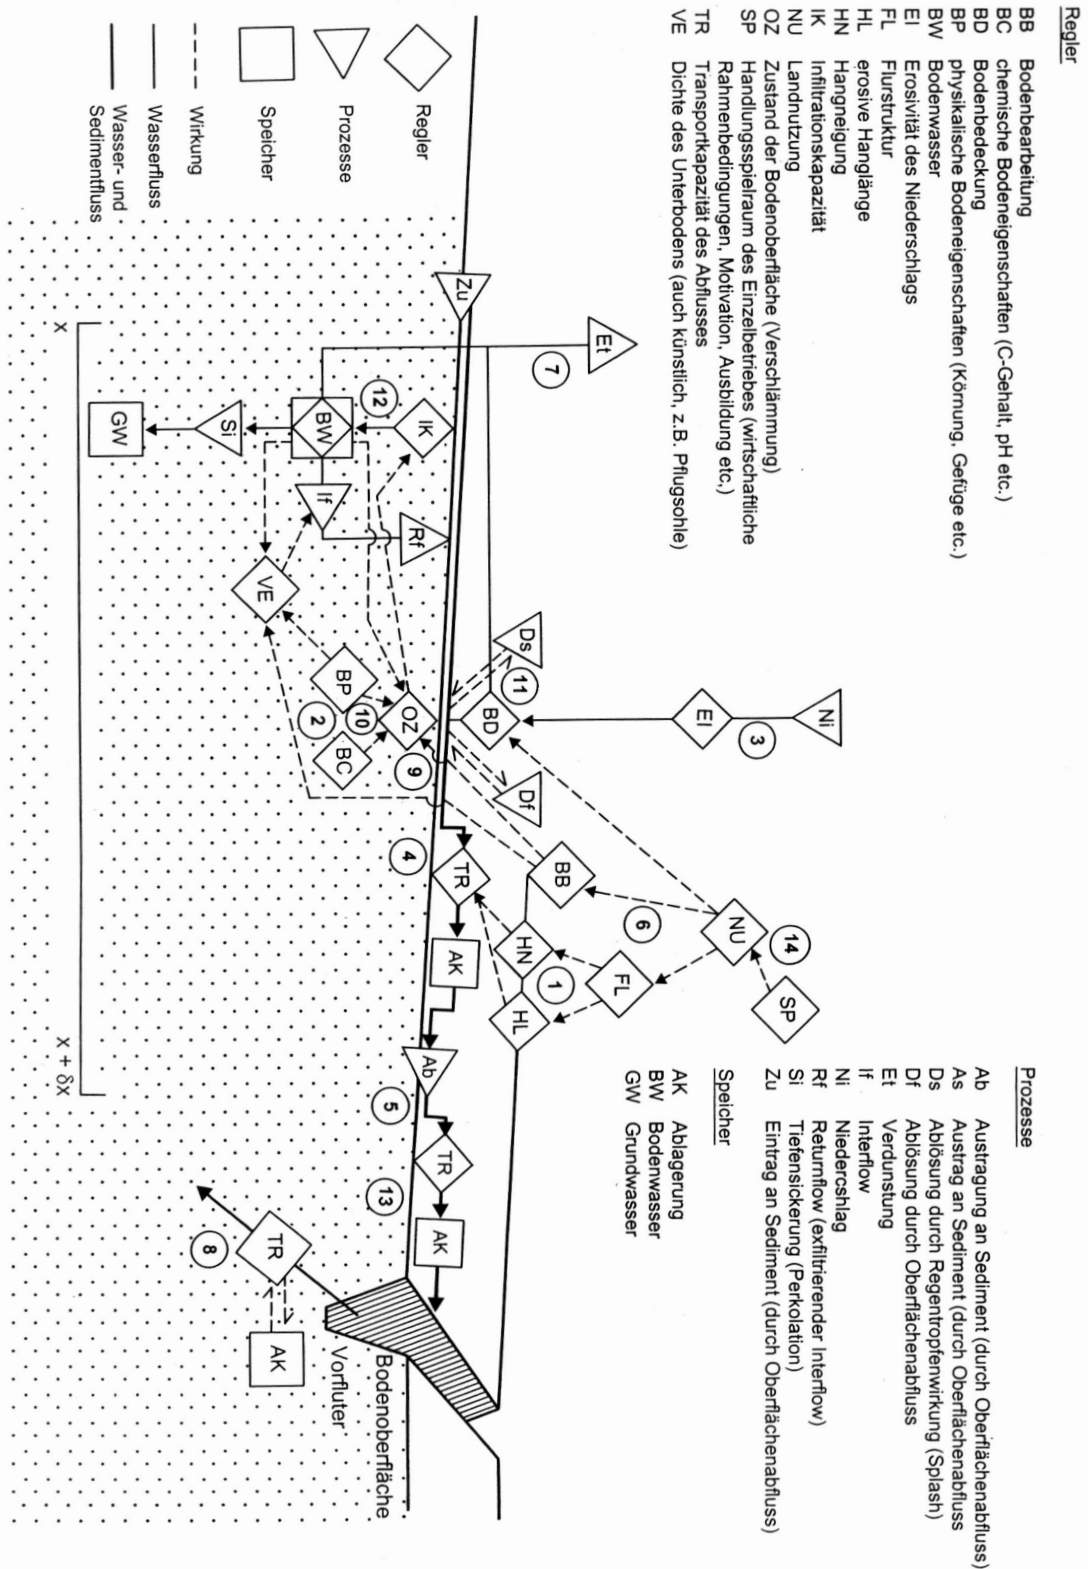 Regler
BB Bodenbearbeitung
BC chemische Bodeneigenschaften (C-Gehalt, pH etc.)
BD Bodenbedeckung
BP physikalische Bodeneigenschaften (Körnung, Gefüge etc.)
BW Bodenwasser
EI Erosivität des Niederschlags
FL Flurstruktur
HL erosive Hanglänge
HN Hangneigung
IK Infiltrationskapazität
NU Landnutzung
OZ Zustand der Bodenoberfläche (Verschlämmung)
SP Handlungsspielraum des Einzelbetriebes (wirtschaftliche
Rahmenbedingungen, Motivation, Ausbildung etc,)
TR Transportkapazität des Abflusses
VE Dichte des Unterbodens (auch künstlich, z.B. Pflugsohle)
Prozesse
Ab Austragung an Sediment (durch Oberflächenabfluss)
As Austrag an Sediment (durch Oberflächenabfluss
Ds Ablösung durch Regentropfenwirkung (Splash)
Df Ablösung durch Oberflächenabfluss
Et Verdunstung
If Interflow
Ni Niedercshlag
Rf Returnflow (exfiltrierender Interflow)
Si Tiefensickerung (Perkolation)
Zu Eintrag an Sediment (durch Oberflächenabfluss)
Speicher
AK Ablagerung
BW Bodenwasser
GW Grundwasser
Ni
3
EI
14
SP
NU
6
FL
1
BB
HN
HL
Et
7
Ds
11
BD
Df
Zu
TR
AK
Ab
5
TR
AK
4
13
IK
12
Rf
OZ
9
10
BW
If
BP
2
BC
VE
Si
GW
TR
8
AK
Bodenoberfläche
Vorfluter
x
x + δx
Regler
Prozesse
Speicher
Wirkung
Wasserfluss
Wasser- und
Sedimentfluss